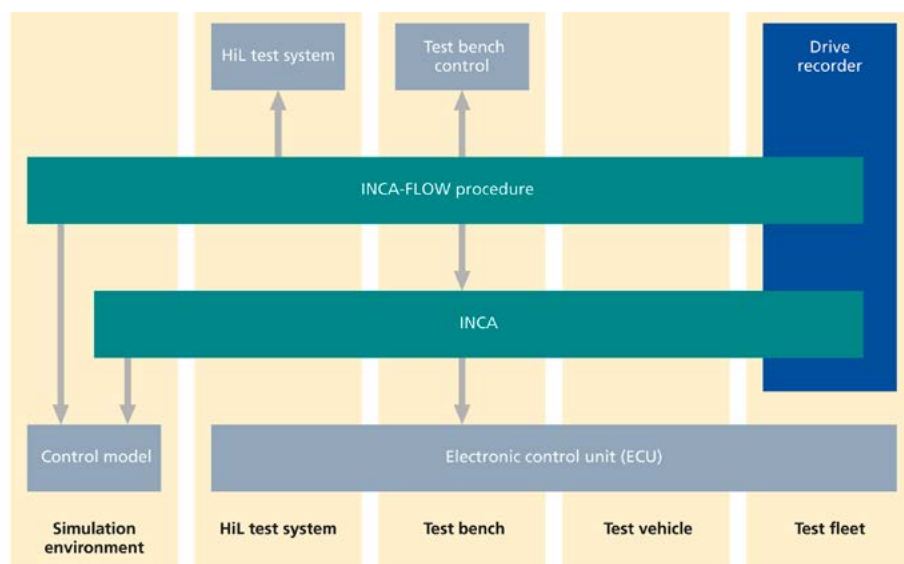 HiL test system
Test bench
control
Drive
recorder
INCA-FLOW procedure
INCA
Control model
Electronic control unit (ECU)
Simulation
environment
HiL test system
Test bench
Test vehicle
Test fleet